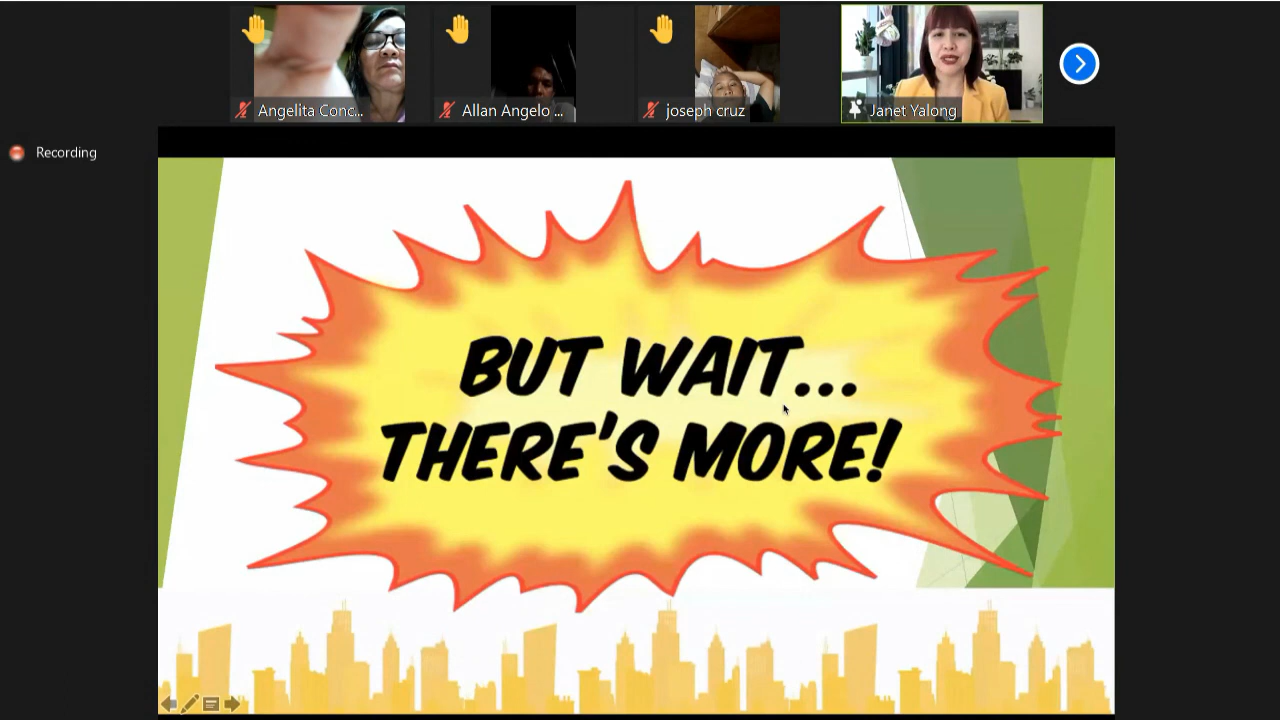 Angelita Conc...
Allan Angelo ...
joseph cruz
Janet Yalong
Recording
BUT WAIT...
THERE'S MORE!